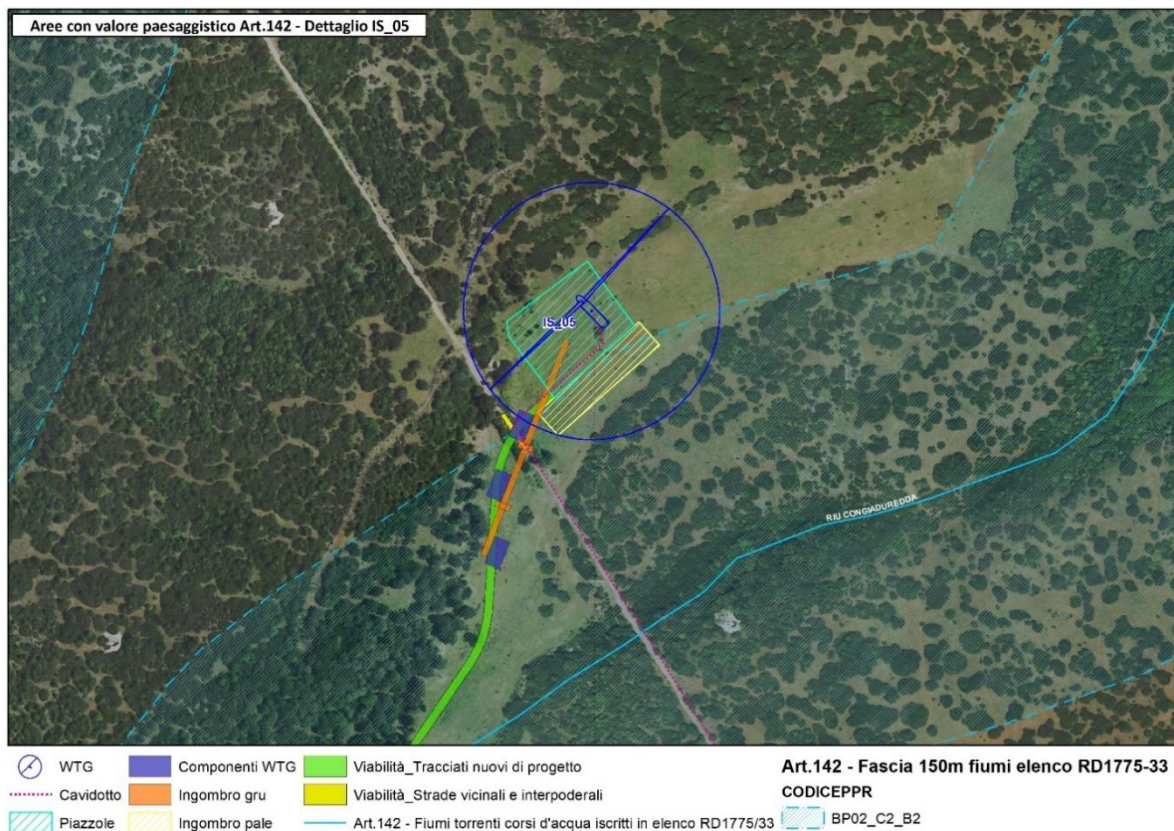 Aree con valore paesaggistico Art.142 - Dettaglio IS_05
IS_05
RIU CONGIADUREDDA
WTG
Cavidotto
Piazzole
Componenti WTG
Ingombro gru
Ingombro pale
Viabilità_Tracciati nuovi di progetto
Viabilità_Strade vicinali e interpoderali
Art.142 - Fiumi torrenti corsi d'acqua iscritti in elenco RD1775/33
Art.142 - Fascia 150m fiumi elenco RD1775-33
CODICEPPR
BP02_C2_B2